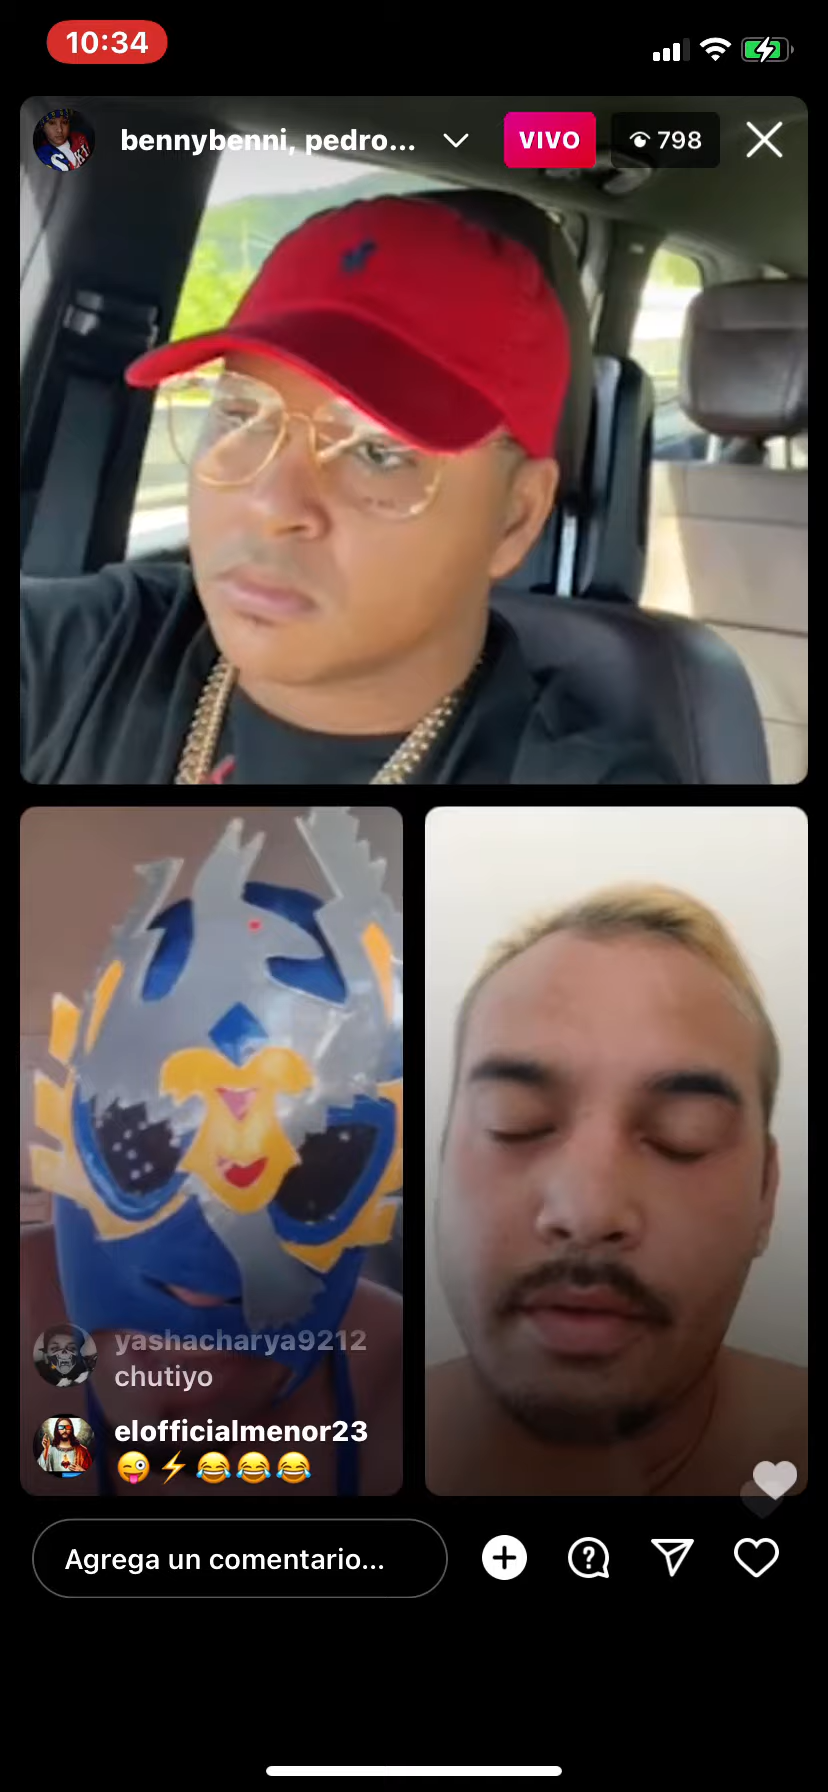 10:34
bennybenni, pedro...
VIVO
798
yashacharya9212
chutiyo
elofficialmenor23
😜⚡😂😂😂
Agrega un comentario...